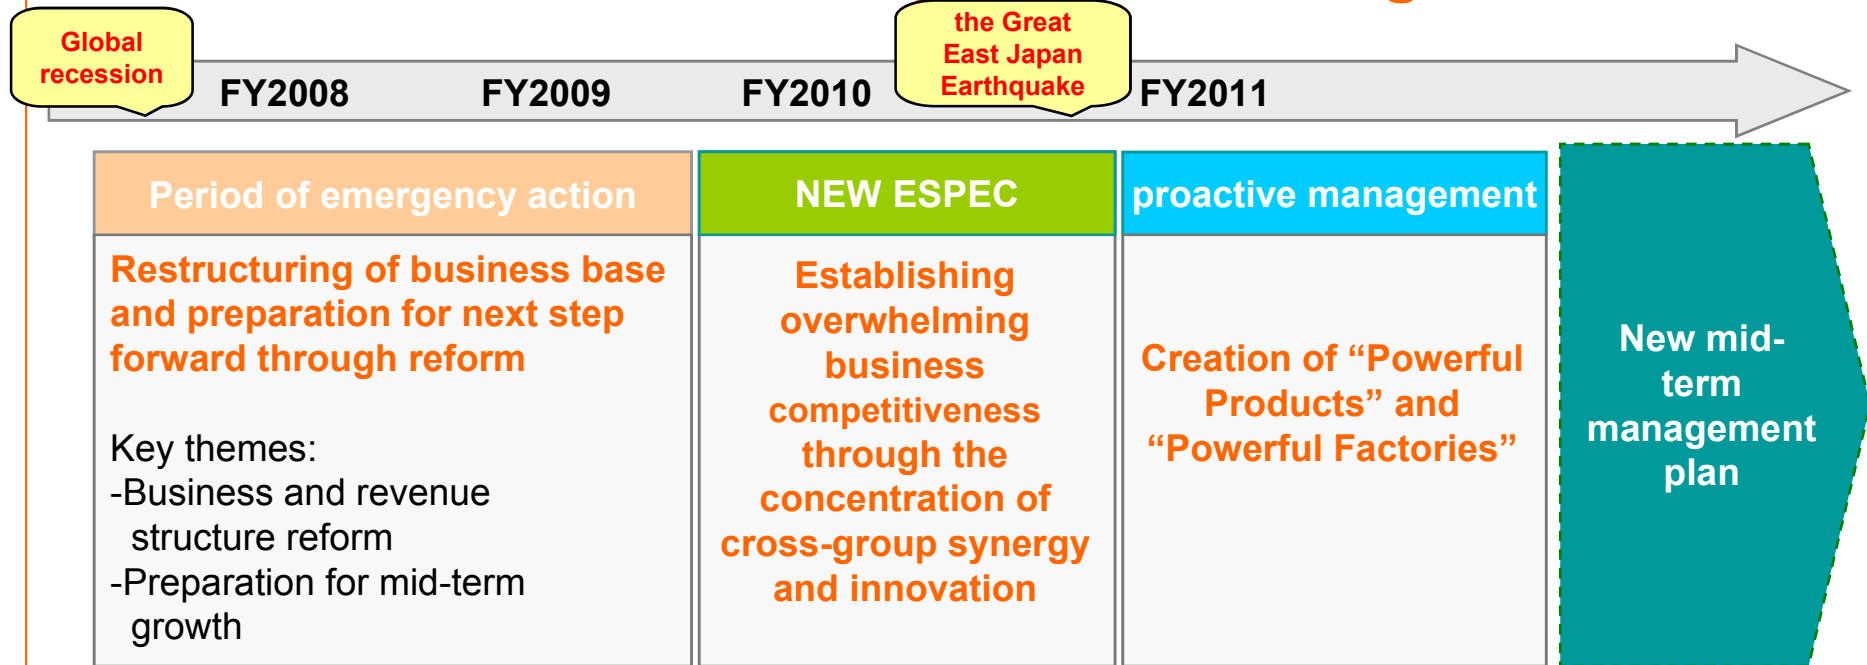 Global
recession
the Great
East Japan
Earthquake
FY2008
FY2009
FY2010
FY2011
Period of emergency action
Restructuring of business base
and preparation for next step
forward through reform
Key themes:
-Business and revenue
structure reform
-Preparation for mid-term
growth
NEW ESPEC
Establishing
overwhelming
business
competitiveness
through the
concentration of
cross-group synergy
and innovation
proactive management
Creation of “Powerful
Products” and
“Powerful Factories”
New mid-
term
management
plan